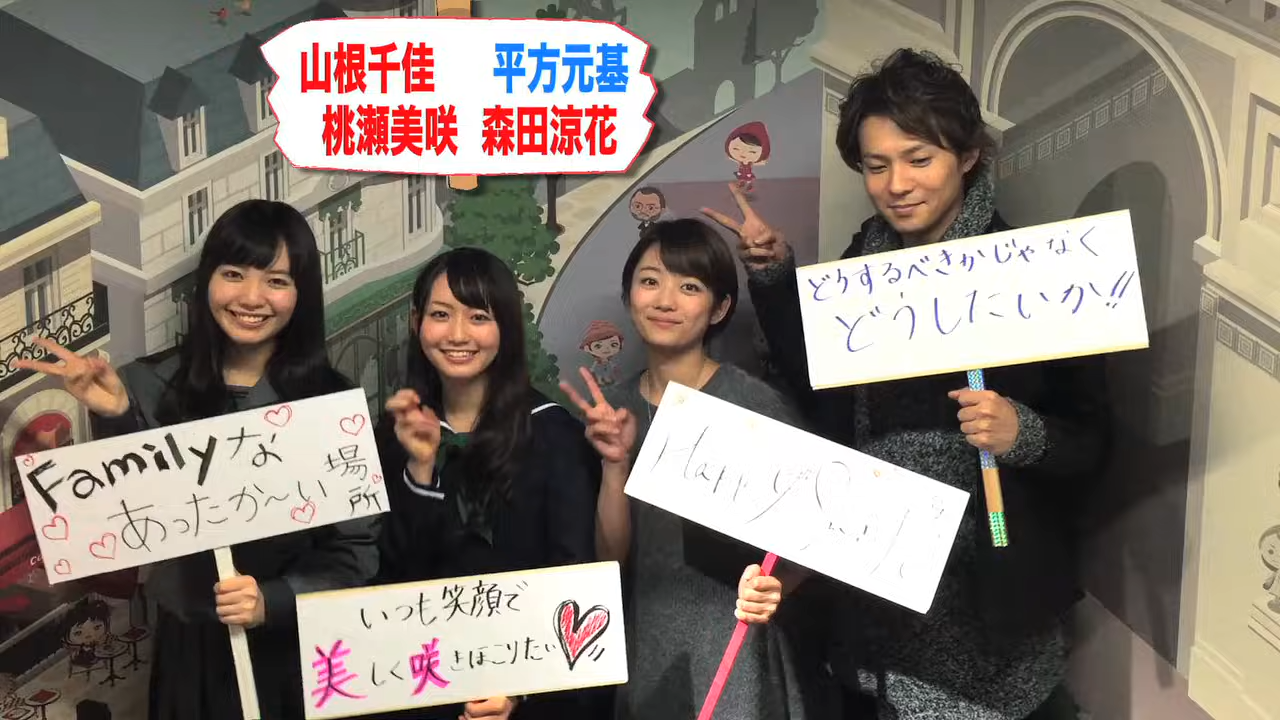 山根千佳 平方元基
桃瀬美咲 森田涼花
どうするべきかじゃなく
どうしたいか!!
Familyな
あったか〜い
場所
Happy
いつも笑顔で
美しく咲きほこりたい